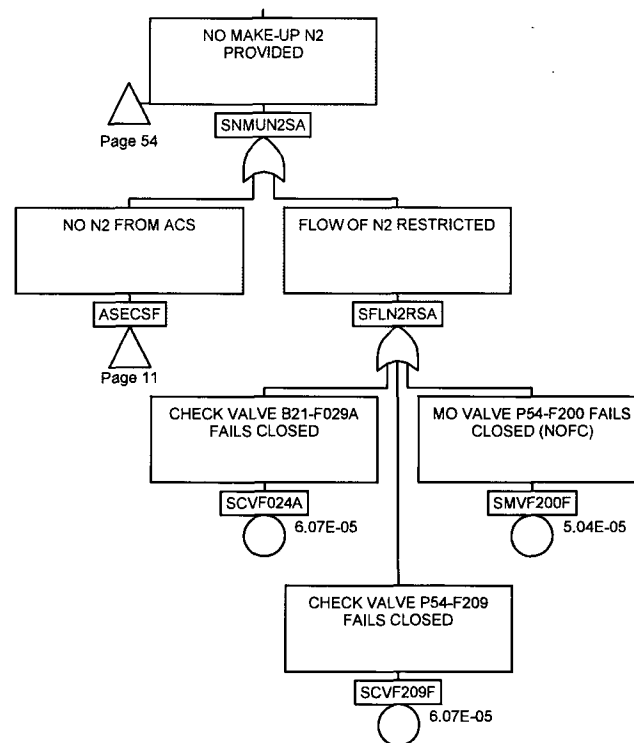 NO MAKE-UP N2
PROVIDED
Page 54
SNMUN2SA
NO N2 FROM ACS
FLOW OF N2 RESTRICTED
ASECSF
SFLN2RSA
Page 11
CHECK VALVE B21-F029A
FAILS CLOSED
MO VALVE P54-F200 FAILS
CLOSED (NOFC)
SCVF024A
SMVF200F
6.07E-05
5.04E-05
CHECK VALVE P54-F209
FAILS CLOSED
SCVF209F
6.07E-05